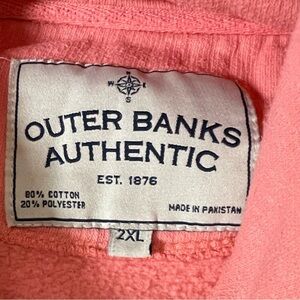 W
S
OUTER BANKS
AUTHENTIC
EST. 1876
80% COTTON
20% POLYESTER
MADE IN PAKISTAN
2XL